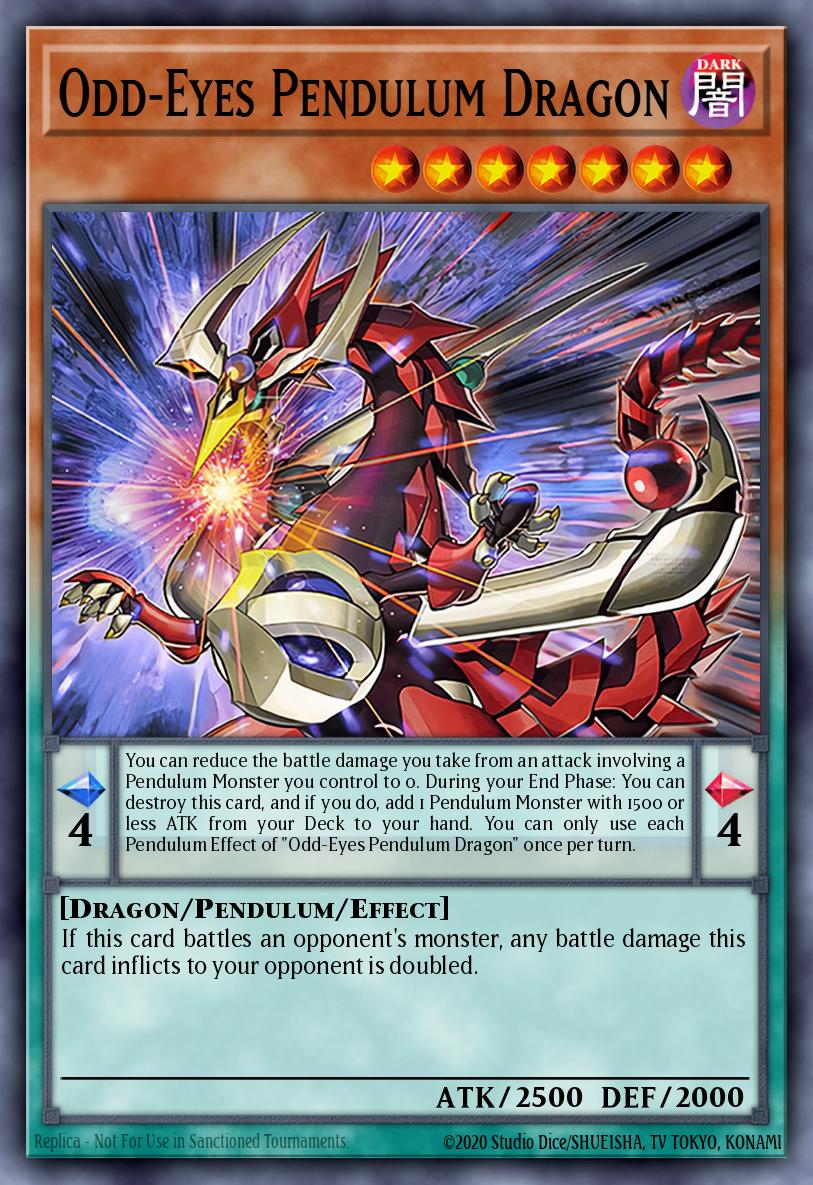 Odd-Eyes Pendulum Dragon
DARK
闇
You can reduce the battle damage you take from an attack involving a
Pendulum Monster you control to 0. During your End Phase: You can
destroy this card, and if you do, add 1 Pendulum Monster with 1500 or
less ATK from your Deck to your hand. You can only use each
Pendulum Effect of "Odd-Eyes Pendulum Dragon" once per turn.
4
4
[Dragon/Pendulum/Effect]
If this card battles an opponent's monster, any battle damage this
card inflicts to your opponent is doubled.
ATK/2500 DEF/2000
Replica - Not For Use in Sanctioned Tournaments.
©2020 Studio Dice/SHUEISHA, TV TOKYO, KONAMI